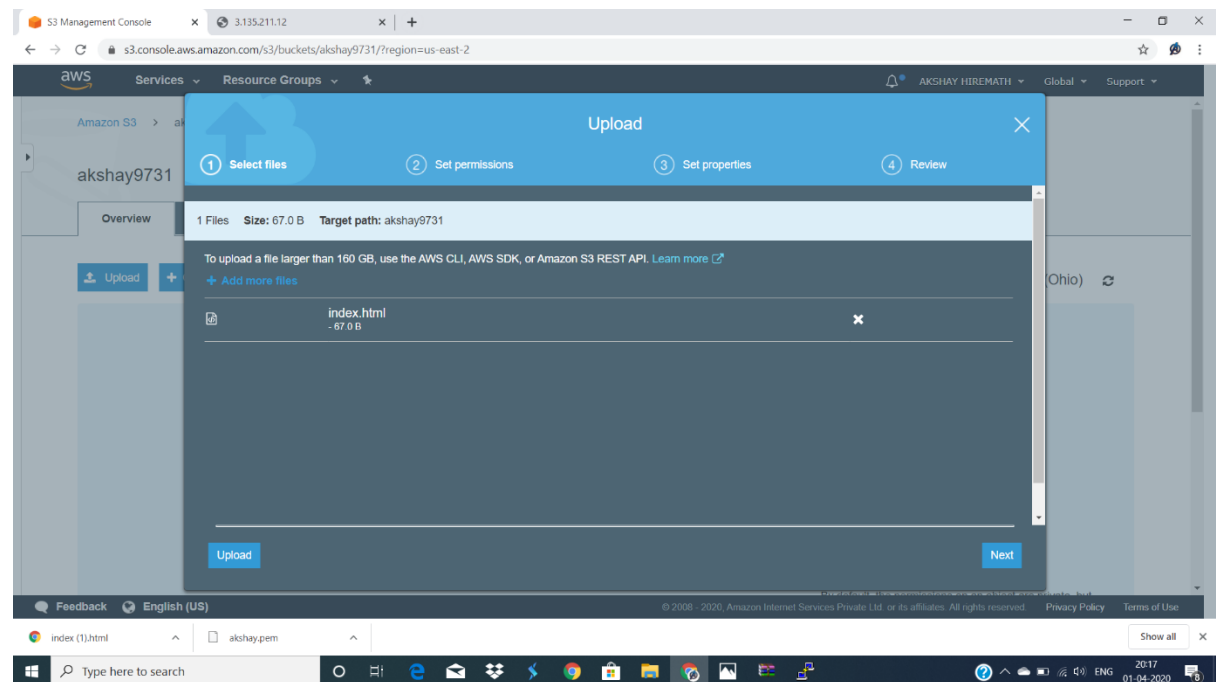 S3 Management Console
3.135.211.12
s3.console.aws.amazon.com/s3/buckets/akshay9731/?region=us-east-2
aws Services Resource Groups AKSHAY HIREMATH Global Support
Amazon S3 > ak
Upload
1 Select files 2 Set permissions 3 Set properties 4 Review
akshay9731
Overview
1 Files Size: 67.0 B Target path: akshay9731
To upload a file larger than 160 GB, use the AWS CLI, AWS SDK, or Amazon S3 REST API. Learn more
Upload + (Ohio)
+ Add more files
index.html
- 67.0 B
Upload Next
Feedback English (US) © 2008 - 2020, Amazon Internet Services Private Ltd. or its affiliates. All rights reserved. Privacy Policy Terms of Use
index (1).html akshay.pem Show all
Type here to search ENG 20:17
01-04-2020